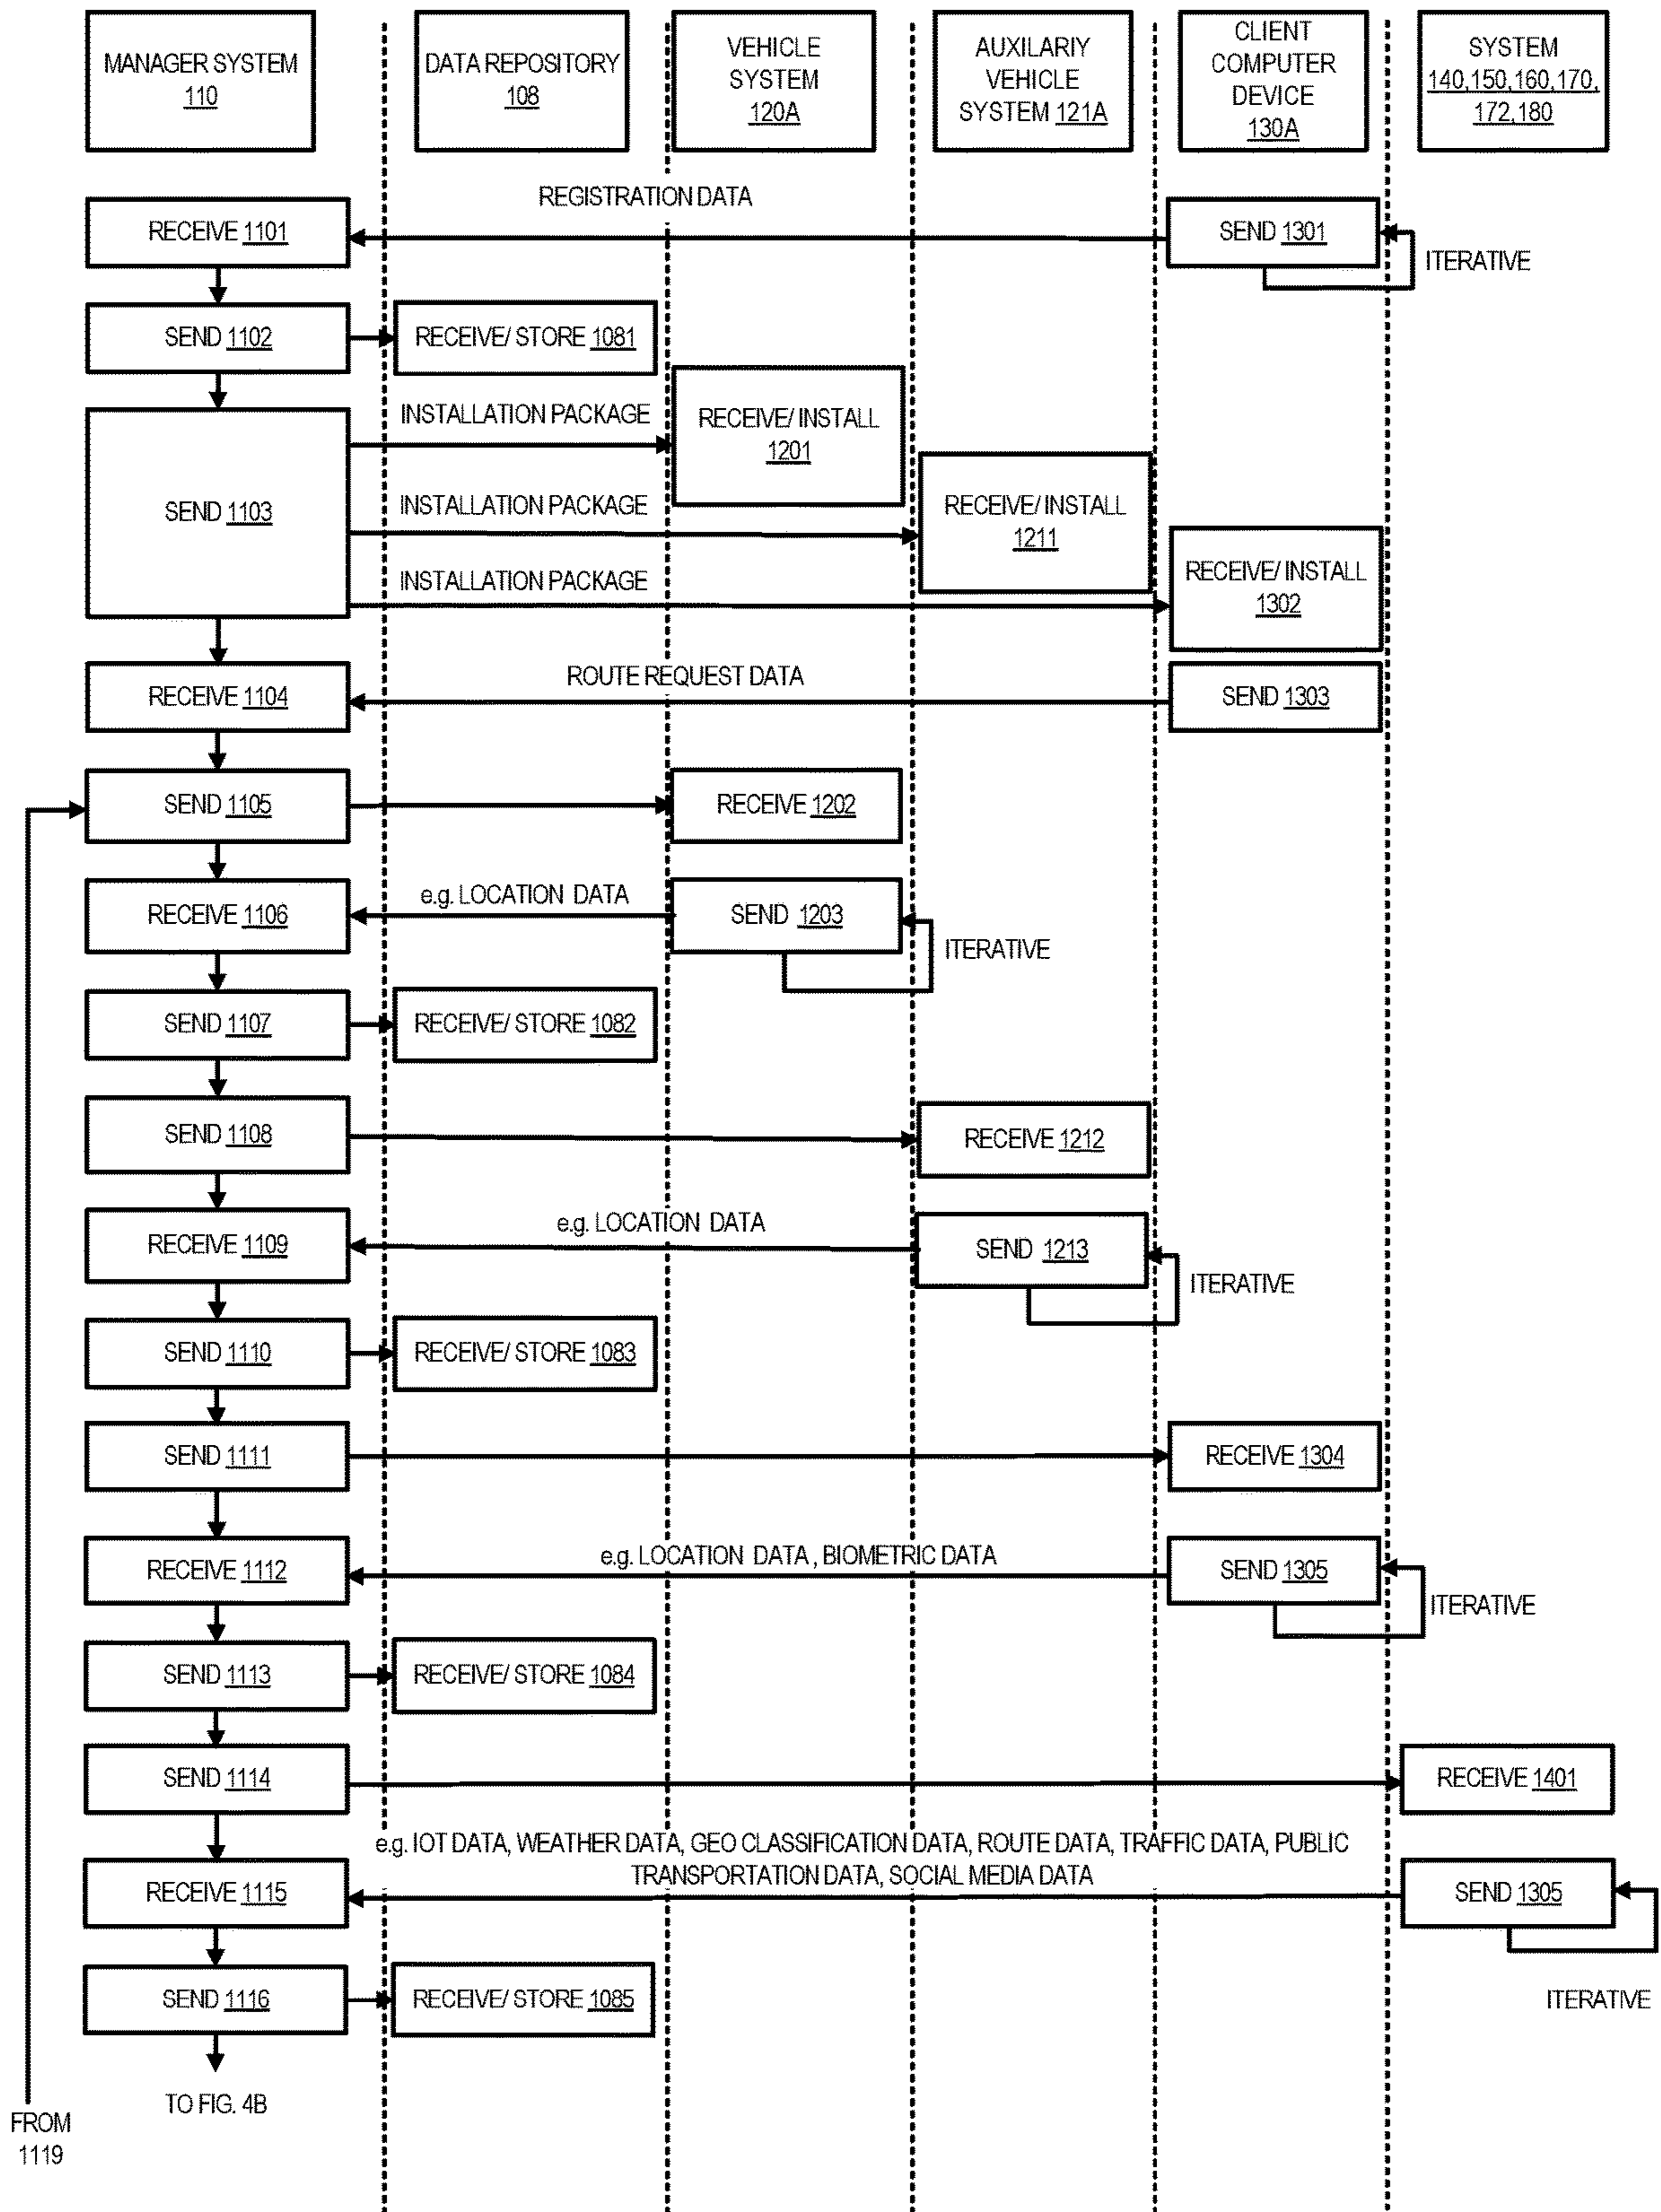 MANAGER SYSTEM
110
DATA REPOSITORY
108
VEHICLE
SYSTEM
120A
AUXILARIY
VEHICLE
SYSTEM 121A
CLIENT
COMPUTER
DEVICE
130A
SYSTEM
140,150,160,170,
172,180
REGISTRATION DATA
RECEIVE 1101
SEND 1301
ITERATIVE
SEND 1102
RECEIVE/ STORE 1081
SEND 1103
INSTALLATION PACKAGE
RECEIVE/ INSTALL
1201
INSTALLATION PACKAGE
RECEIVE/ INSTALL
1211
INSTALLATION PACKAGE
RECEIVE/ INSTALL
1302
RECEIVE 1104
ROUTE REQUEST DATA
SEND 1303
SEND 1105
RECEIVE 1202
RECEIVE 1106
e.g. LOCATION DATA
SEND 1203
ITERATIVE
SEND 1107
RECEIVE/ STORE 1082
SEND 1108
RECEIVE 1212
RECEIVE 1109
e.g. LOCATION DATA
SEND 1213
ITERATIVE
SEND 1110
RECEIVE/ STORE 1083
SEND 1111
RECEIVE 1304
RECEIVE 1112
e.g. LOCATION DATA , BIOMETRIC DATA
SEND 1305
ITERATIVE
SEND 1113
RECEIVE/ STORE 1084
SEND 1114
RECEIVE 1401
e.g. IOT DATA, WEATHER DATA, GEO CLASSIFICATION DATA, ROUTE DATA, TRAFFIC DATA, PUBLIC
TRANSPORTATION DATA, SOCIAL MEDIA DATA
RECEIVE 1115
SEND 1305
ITERATIVE
SEND 1116
RECEIVE/ STORE 1085
TO FIG. 4B
FROM
1119